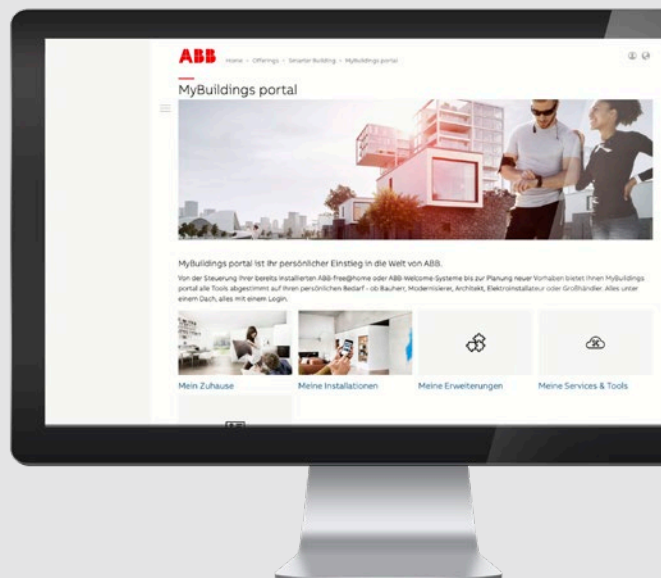 ABB
Home › Offerings › Smarter Building › MyBuildings portal
MyBuildings portal
MyBuildings portal ist Ihr persönlicher Einstieg in die Welt von ABB.
Von der Steuerung Ihrer bereits installierten ABB-free@home oder ABB-Welcome-Systeme bis zur Planung neuer Vorhaben bietet Ihnen MyBuildings
portal alle Tools abgestimmt auf Ihren persönlichen Bedarf - ob Bauherr, Modernisierer, Architekt, Elektroinstallateur oder Großhändler. Alles unter
einem Dach, alles mit einem Login.
Mein Zuhause
Meine Installationen
Meine Erweiterungen
Meine Services & Tools